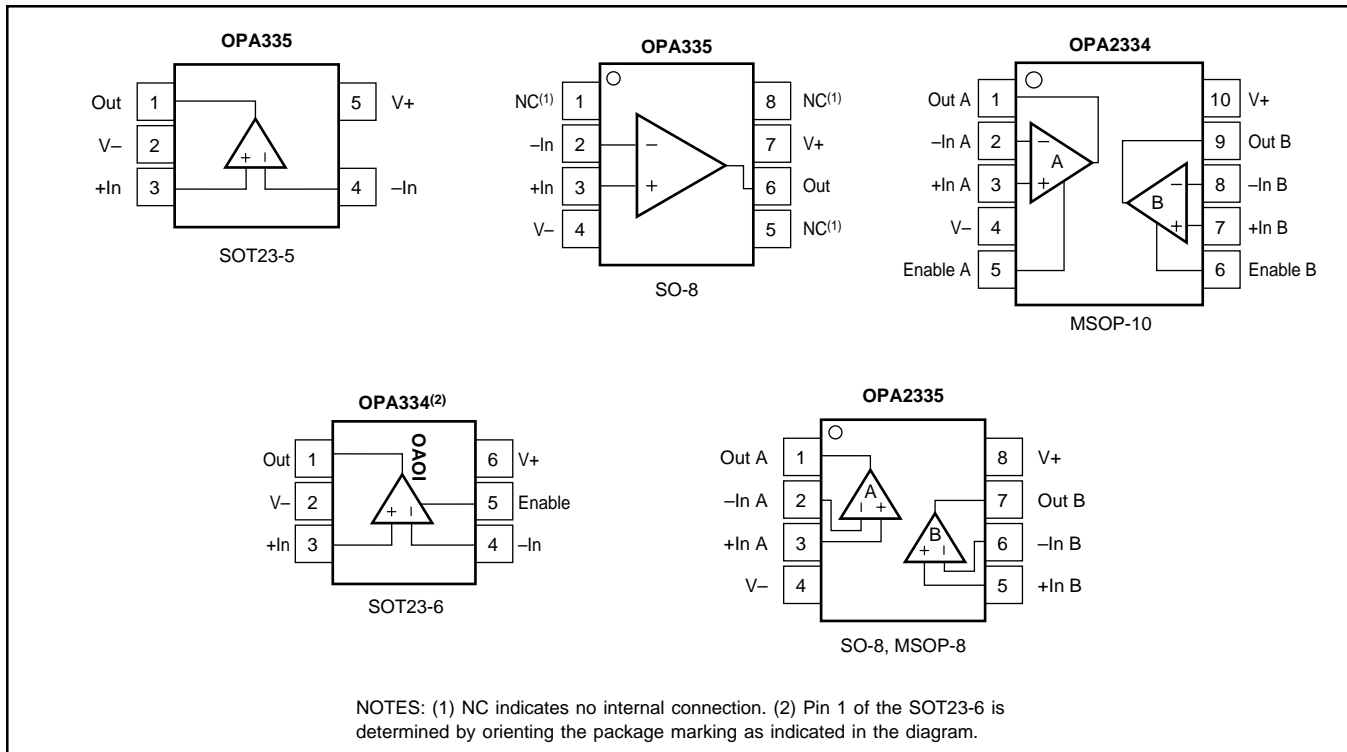 OPA335
Out 1
5 V+
V– 2
+ –
+In 3
4 –In
SOT23-5
OPA335
NC(1) 1
8 NC(1)
–In 2
–
7 V+
+In 3
+
6 Out
V– 4
5 NC(1)
SO-8
OPA2334
Out A 1
10 V+
–In A 2
–
A
9 Out B
+In A 3
+
–
B
8 –In B
V– 4
+
7 +In B
Enable A 5
6 Enable B
MSOP-10
OPA334(2)
OAOI
Out 1
6 V+
V– 2
+ –
5 Enable
+In 3
4 –In
SOT23-6
OPA2335
Out A 1
8 V+
–In A 2
A
– +
7 Out B
+In A 3
B
+ –
6 –In B
V– 4
5 +In B
SO-8, MSOP-8
NOTES: (1) NC indicates no internal connection. (2) Pin 1 of the SOT23-6 is
determined by orienting the package marking as indicated in the diagram.